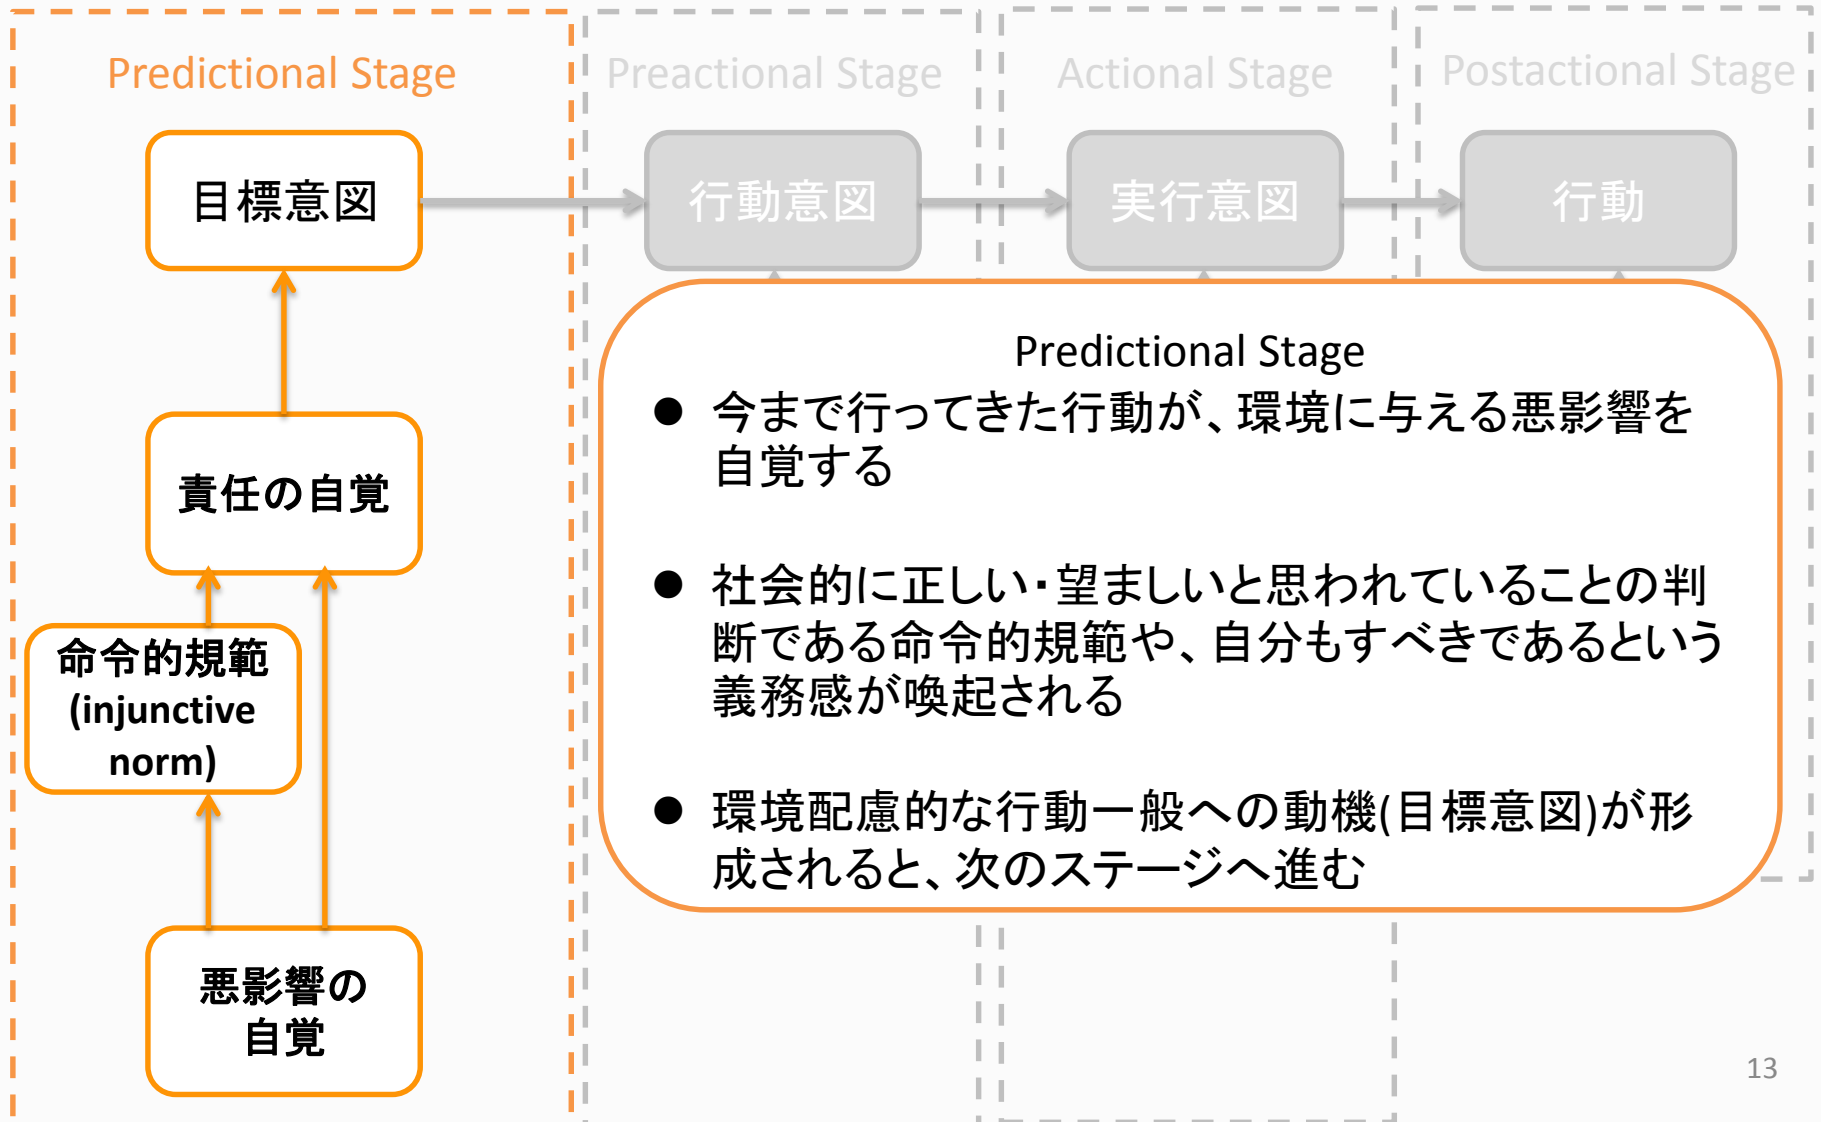 Predictional Stage
Preactional Stage
Actional Stage
Postactional Stage
目標意図
行動意図
実行意図
行動
責任の自覚
命令的規範
(injunctive
norm)
悪影響の
自覚
Predictional Stage
● 今まで行ってきた行動が、環境に与える悪影響を
自覚する
● 社会的に正しい・望ましいと思われていることの判
断である命令的規範や、自分もすべきであるという
義務感が喚起される
● 環境配慮的な行動一般への動機(目標意図)が形
成されると、次のステージへ進む
13